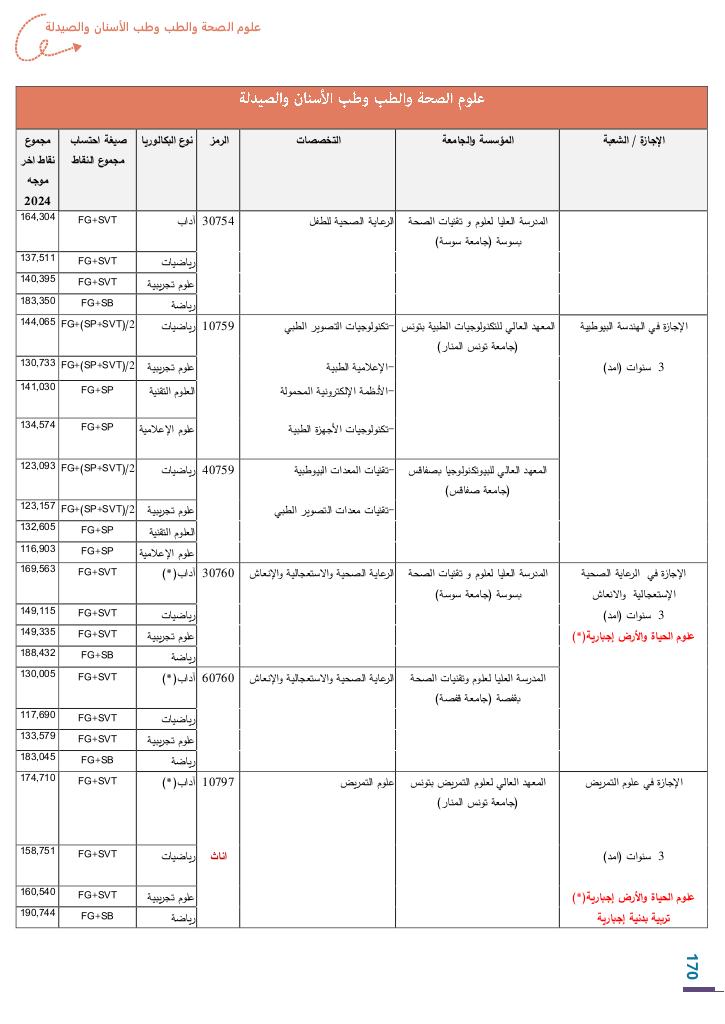 علوم الصحة والطب وطب الأسنان والصيدلة
علوم الصحة والطب وطب الأسنان والصيدلة
الإجازة / الشعبة المؤسسة والجامعة التخصصات الرمز نوع البكالوريا صيغة احتساب مجموع
مجموع النقاط نقاط اخر
موجه
2024
المدرسة العليا لعلوم و تقنيات الصحة الرعاية الصحية للطفل 30754 أداب FG+SVT 164,304
بسوسة (جامعة سوسة)
رياضيات FG+SVT 137,511
علوم تجريبية FG+SVT 140,395
رياضة FG+SB 183,350
الإجازة في الهندسة البيوطبية المعهد العالي للتكنولوجيات الطبية بتونس -تكنولوجيات التصوير الطبي 10759 رياضيات FG+(SP+SVT)/2 144,065
(جامعة تونس المنار)
3 سنوات (امد) -الإعلامية الطبية علوم تجريبية FG+(SP+SVT)/2 130,733
-الأنظمة الإلكترونية المحمولة العلوم التقنية FG+SP 141,030
-تكنولوجيات الأجهزة الطبية علوم الإعلامية FG+SP 134,574
المعهد العالي للبيوتكنولوجيا بصفاقس -تقنيات المعدات البيوطبية 40759 رياضيات FG+(SP+SVT)/2 123,093
(جامعة صفاقس)
-تقنيات معدات التصوير الطبي علوم تجريبية FG+(SP+SVT)/2 123,157
العلوم التقنية FG+SP 132,605
علوم الإعلامية FG+SP 116,903
الإجازة في الرعاية الصحية المدرسة العليا لعلوم و تقنيات الصحة الرعاية الصحية والاستعجالية والإنعاش 30760 أداب(*) FG+SVT 169,563
الإستعجالية والانعاش بسوسة (جامعة سوسة)
3 سنوات (امد) رياضيات FG+SVT 149,115
علوم الحياة والأرض إجبارية(*) علوم تجريبية FG+SVT 149,335
رياضة FG+SB 188,432
المدرسة العليا لعلوم وتقنيات الصحة الرعاية الصحية والاستعجالية والإنعاش 60760 أداب(*) FG+SVT 130,005
بقفصة (جامعة قفصة)
رياضيات FG+SVT 117,690
علوم تجريبية FG+SVT 133,579
رياضة FG+SB 183,045
الإجازة في علوم التمريض المعهد العالي لعلوم التمريض بتونس علوم التمريض 10797 أداب(*) FG+SVT 174,710
(جامعة تونس المنار)
3 سنوات (امد) اناث رياضيات FG+SVT 158,751
علوم الحياة والأرض إجبارية(*) علوم تجريبية FG+SVT 160,540
تربية بدنية إجبارية رياضة FG+SB 190,744
170